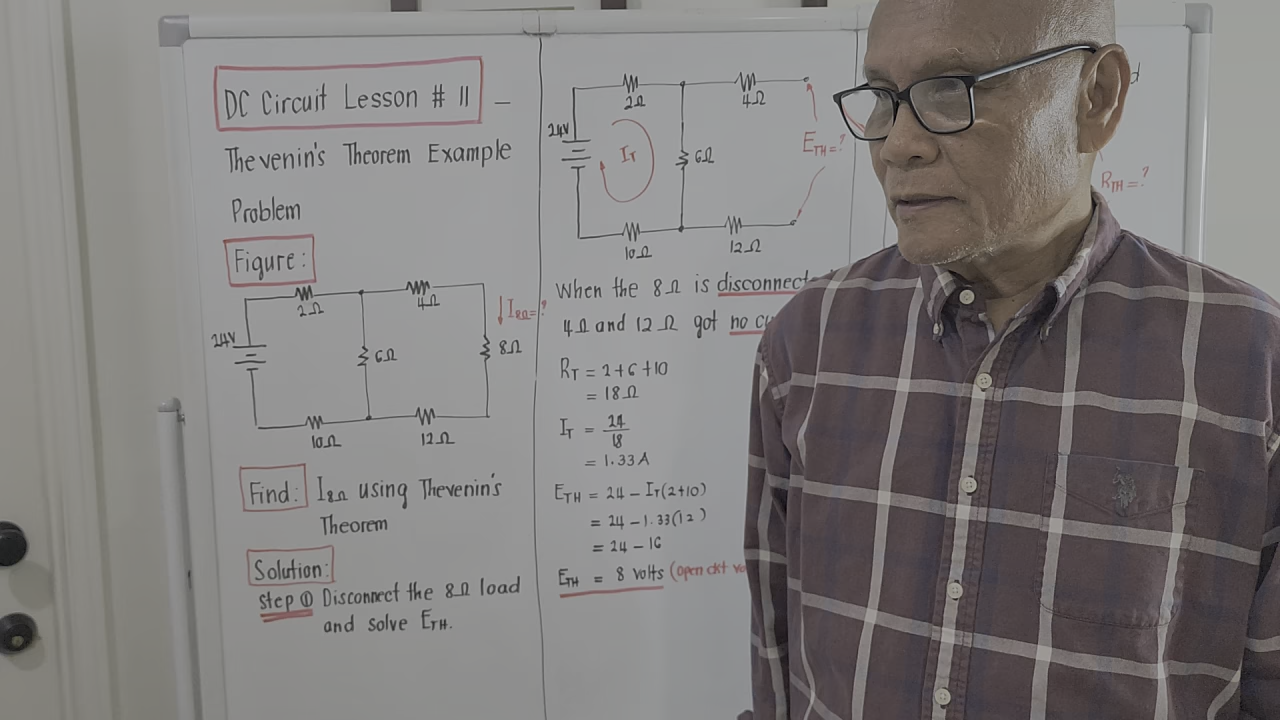 DC Circuit Lesson # 11 –
Thevenin's Theorem Example
Problem
Figure:
2Ω
4Ω
24V
6Ω
8Ω
I8Ω=?
10Ω
12Ω
Find: I8Ω using Thevenin's
Theorem
Solution:
Step ① Disconnect the 8Ω load
and solve ETH.
2Ω
4Ω
24V
IT
6Ω
ETH=?
10Ω
12Ω
When the 8Ω is
4Ω and 12Ω got no
RT = 2+6+10
= 18Ω
IT = 24/18
= 1.33A
ETH = 24 – IT(2+10)
= 24 – 1.33(12)
= 24 – 16
ETH = 8 volts (open ckt
RTH=?